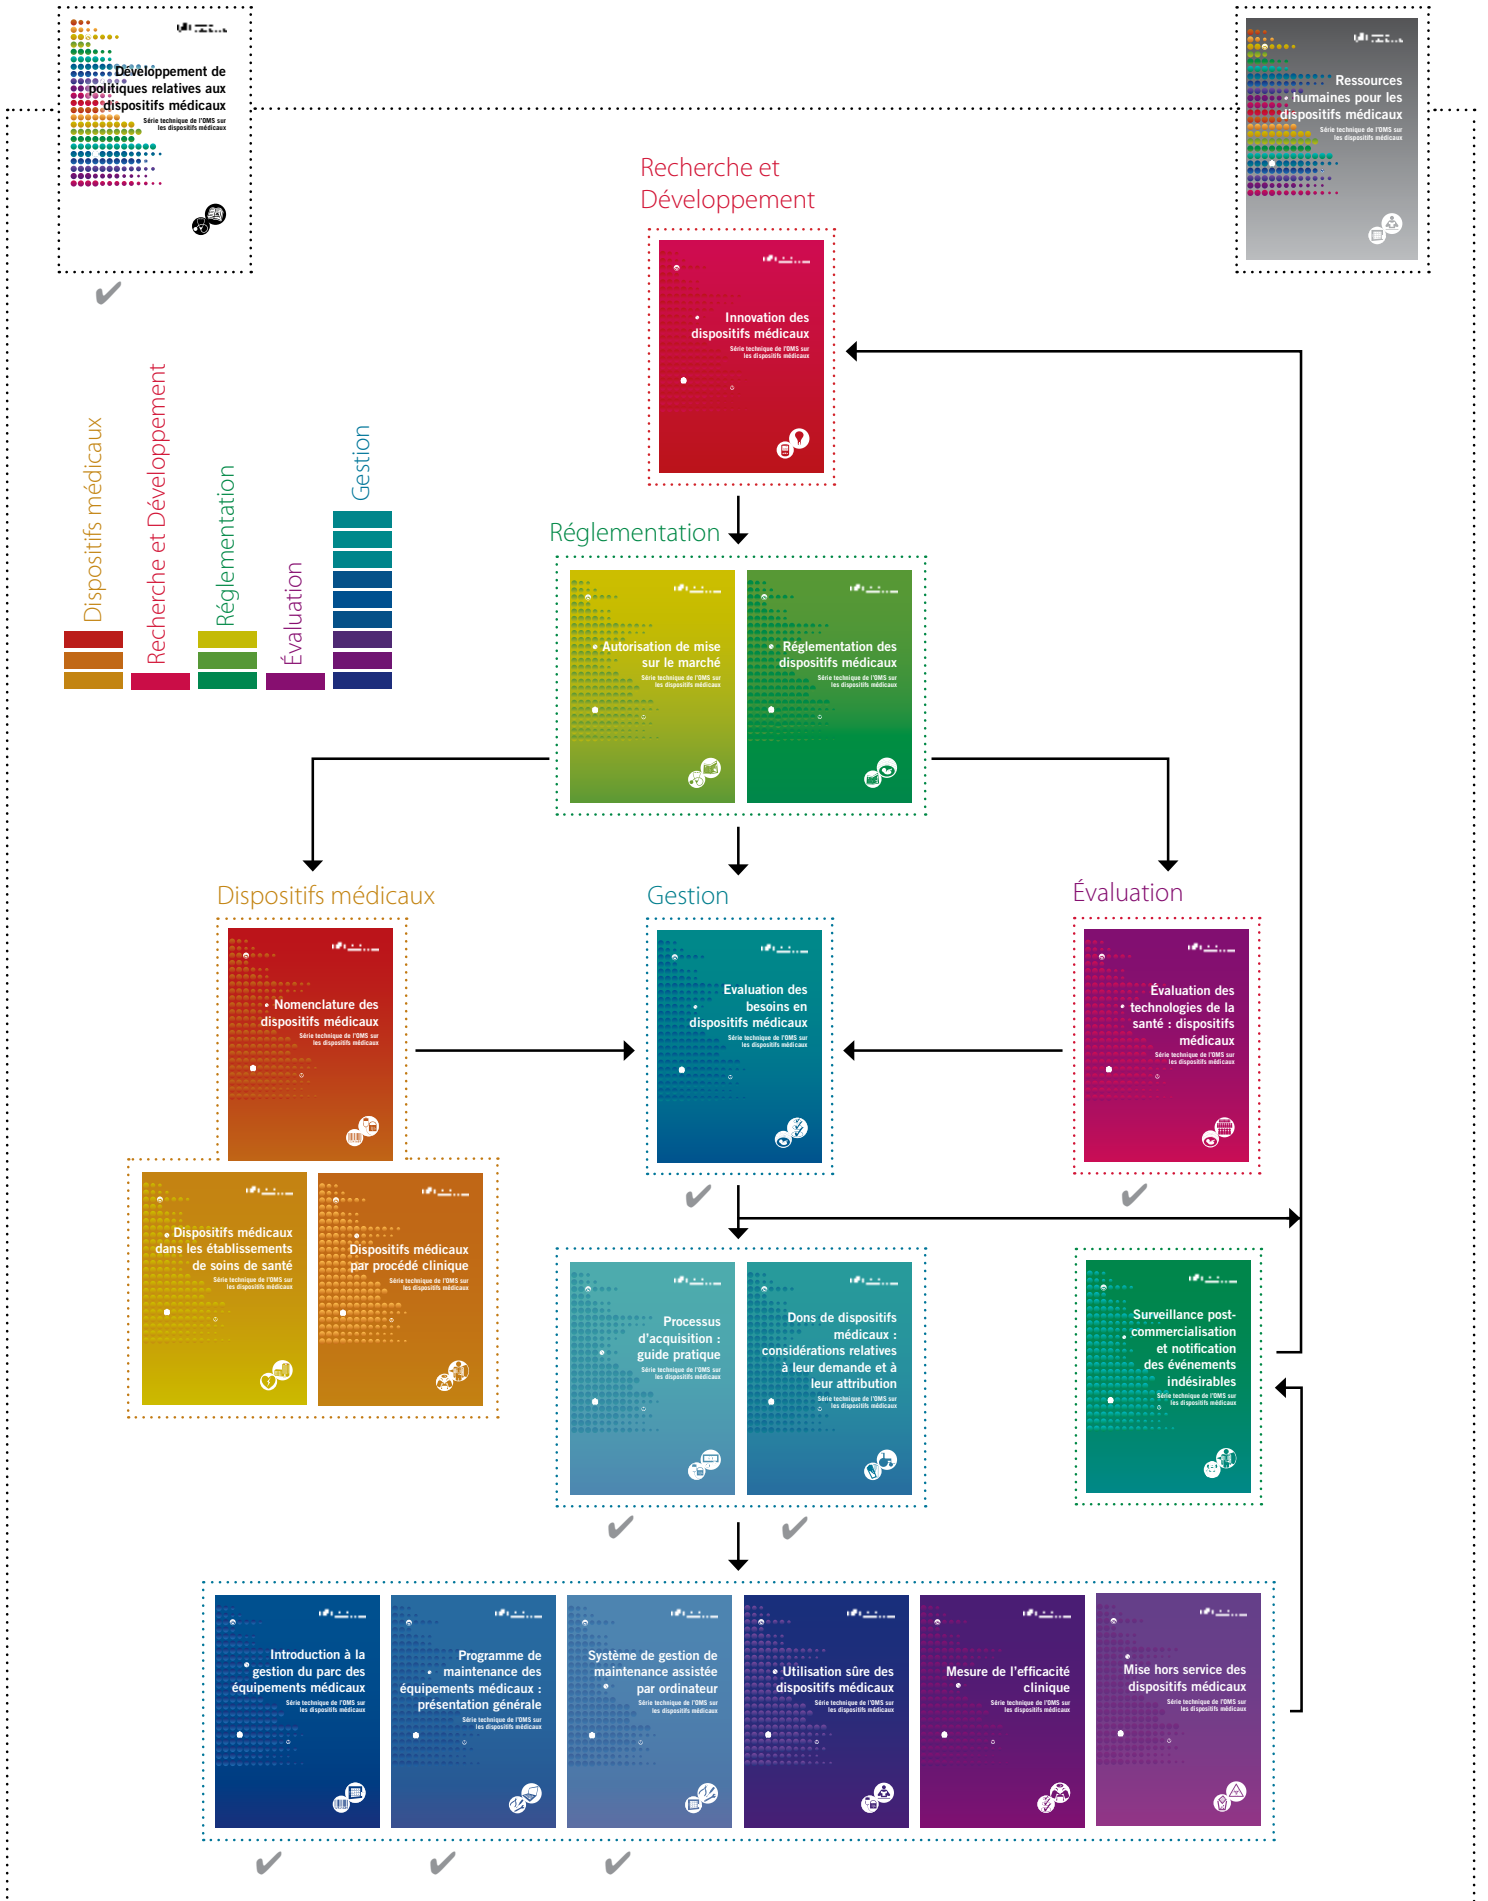 Développement de
politiques relatives aux
dispositifs médicaux
Série technique de l'OMS sur
les dispositifs médicaux
Ressources
humaines pour les
dispositifs médicaux
Série technique de l'OMS sur
les dispositifs médicaux
Recherche et
Développement
Innovation des
dispositifs médicaux
Série technique de l'OMS sur
les dispositifs médicaux
Dispositifs médicaux
Recherche et Développement
Réglementation
Évaluation
Gestion
Réglementation
Autorisation de mise
sur le marché
Série technique de l'OMS sur
les dispositifs médicaux
Réglementation des
dispositifs médicaux
Série technique de l'OMS sur
les dispositifs médicaux
Dispositifs médicaux
Nomenclature des
dispositifs médicaux
Série technique de l'OMS sur
les dispositifs médicaux
Dispositifs médicaux
dans les établissements
de soins de santé
Série technique de l'OMS sur
les dispositifs médicaux
Dispositifs médicaux
par procédé clinique
Série technique de l'OMS sur
les dispositifs médicaux
Gestion
Evaluation des
besoins en
dispositifs médicaux
Série technique de l'OMS sur
les dispositifs médicaux
Évaluation
Évaluation des
technologies de la
santé : dispositifs
médicaux
Série technique de l'OMS sur
les dispositifs médicaux
Processus
d'acquisition :
guide pratique
Série technique de l'OMS sur
les dispositifs médicaux
Dons de dispositifs
médicaux :
considérations relatives
à leur demande et à
leur attribution
Série technique de l'OMS sur
les dispositifs médicaux
Surveillance post-
commercialisation
et notification
des événements
indésirables
Série technique de l'OMS sur
les dispositifs médicaux
Introduction à la
gestion du parc des
équipements médicaux
Série technique de l'OMS sur
les dispositifs médicaux
Programme de
maintenance des
équipements médicaux :
présentation générale
Série technique de l'OMS sur
les dispositifs médicaux
Système de gestion de
maintenance assistée
par ordinateur
Série technique de l'OMS sur
les dispositifs médicaux
Utilisation sûre des
dispositifs médicaux
Série technique de l'OMS sur
les dispositifs médicaux
Mesure de l'efficacité
clinique
Série technique de l'OMS sur
les dispositifs médicaux
Mise hors service des
dispositifs médicaux
Série technique de l'OMS sur
les dispositifs médicaux